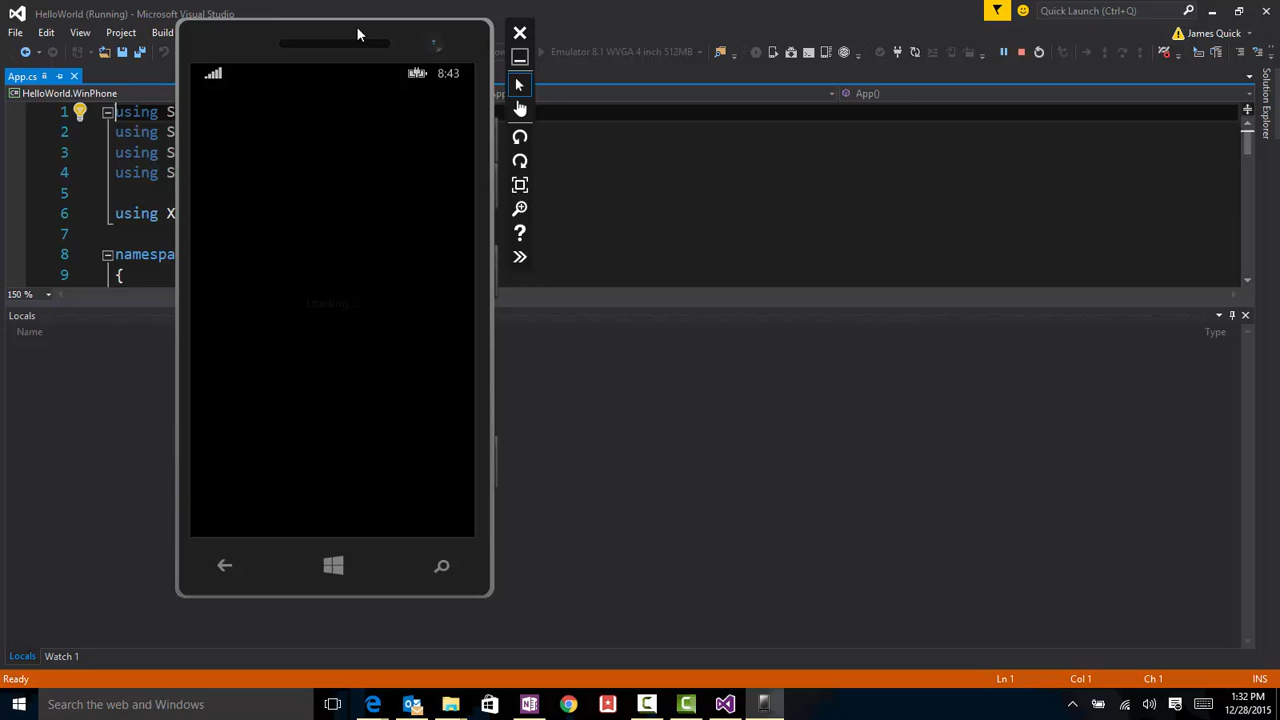 HelloWorld (Running) - Microsoft Visual Studio
Quick Launch (Ctrl+Q)
File Edit View Project Build
James Quick
Emulator 8.1 WVGA 4 inch 512MB
App.cs
HelloWorld.WinPhone
App()
Solution Explorer
8:43
1 using S
2 using S
3 using S
4 using S
5
6 using X
7
8 namespa
9 {
?
Loading...
150 %
Locals
Name
Type
Locals Watch 1
Ready
Ln 1
Col 1
Ch 1
INS
Search the web and Windows
1:32 PM
12/28/2015